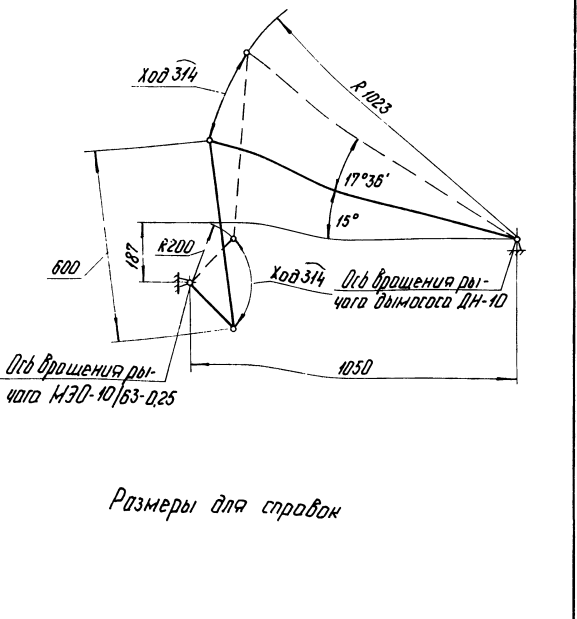 Ход 314
R 1023
17°36'
15°
187
R200
600
Ход 314
Ось вращения ры-
чага дымососа ДН-10
1050
Ось вращения ры-
чага МЭО-10/63-0,25
Размеры для справок